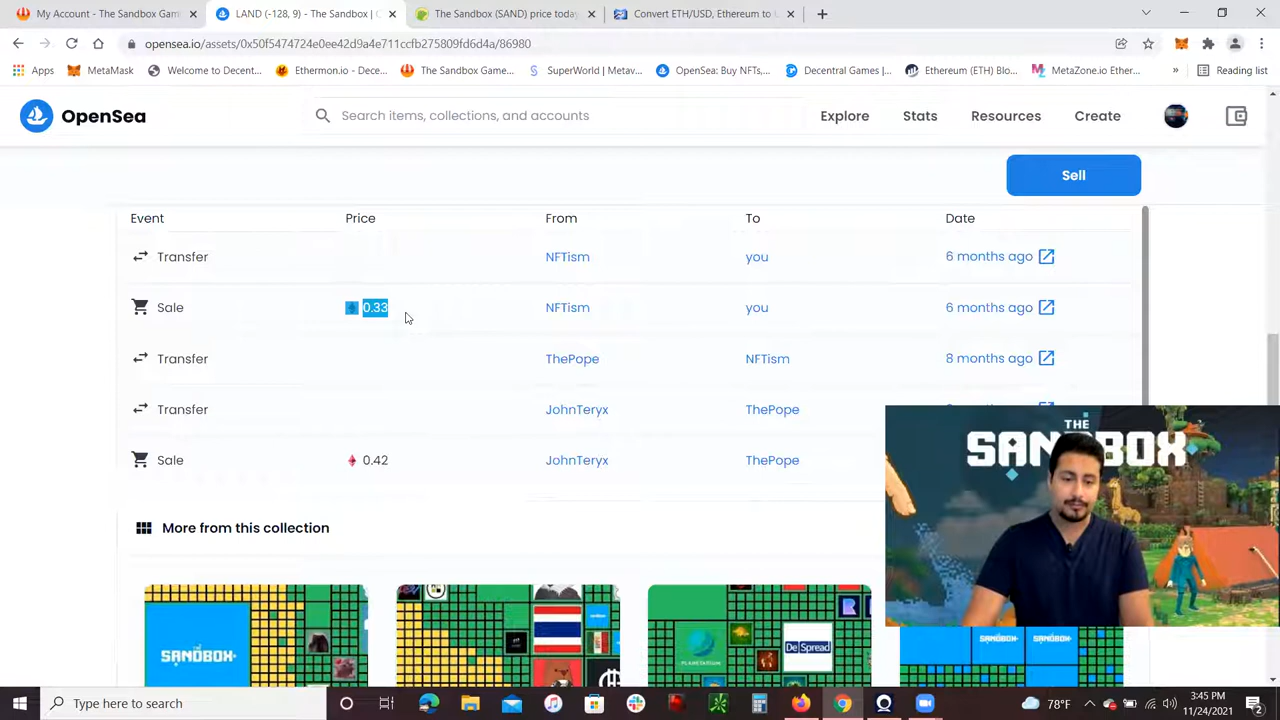 My Account - The Sandbox Gam
LAND (-128, 9) - The Sandbox | O
The Sandbox (SAND) price today
Convert ETH/USD, Ethereum to U
opensea.io/assets/0x50f5474724e0ee42d9a4e711ccfb275809fd6d4a/86980
Apps
MetaMask
Welcome to Decent...
Ethermorvie - Dece...
The Sandbox Game...
SuperWorld | Metav...
OpenSea: Buy NFTs,...
Decentral Games |...
Ethereum (ETH) Blo...
MetaZone.io Ether...
»
Reading list
OpenSea
Search items, collections, and accounts
Explore
Stats
Resources
Create
Sell
Event Price From To Date
Transfer NFTism you 6 months ago
Sale 0.33 NFTism you 6 months ago
Transfer ThePope NFTism 8 months ago
Transfer JohnTeryx ThePope
Sale 0.42 JohnTeryx ThePope
THE
SANDBOX
More from this collection
SANDBOX
PLANETARIUM
DeSpread
SANDBOX
SANDBOX
Type here to search
78°F
3:45 PM
11/24/2021
2